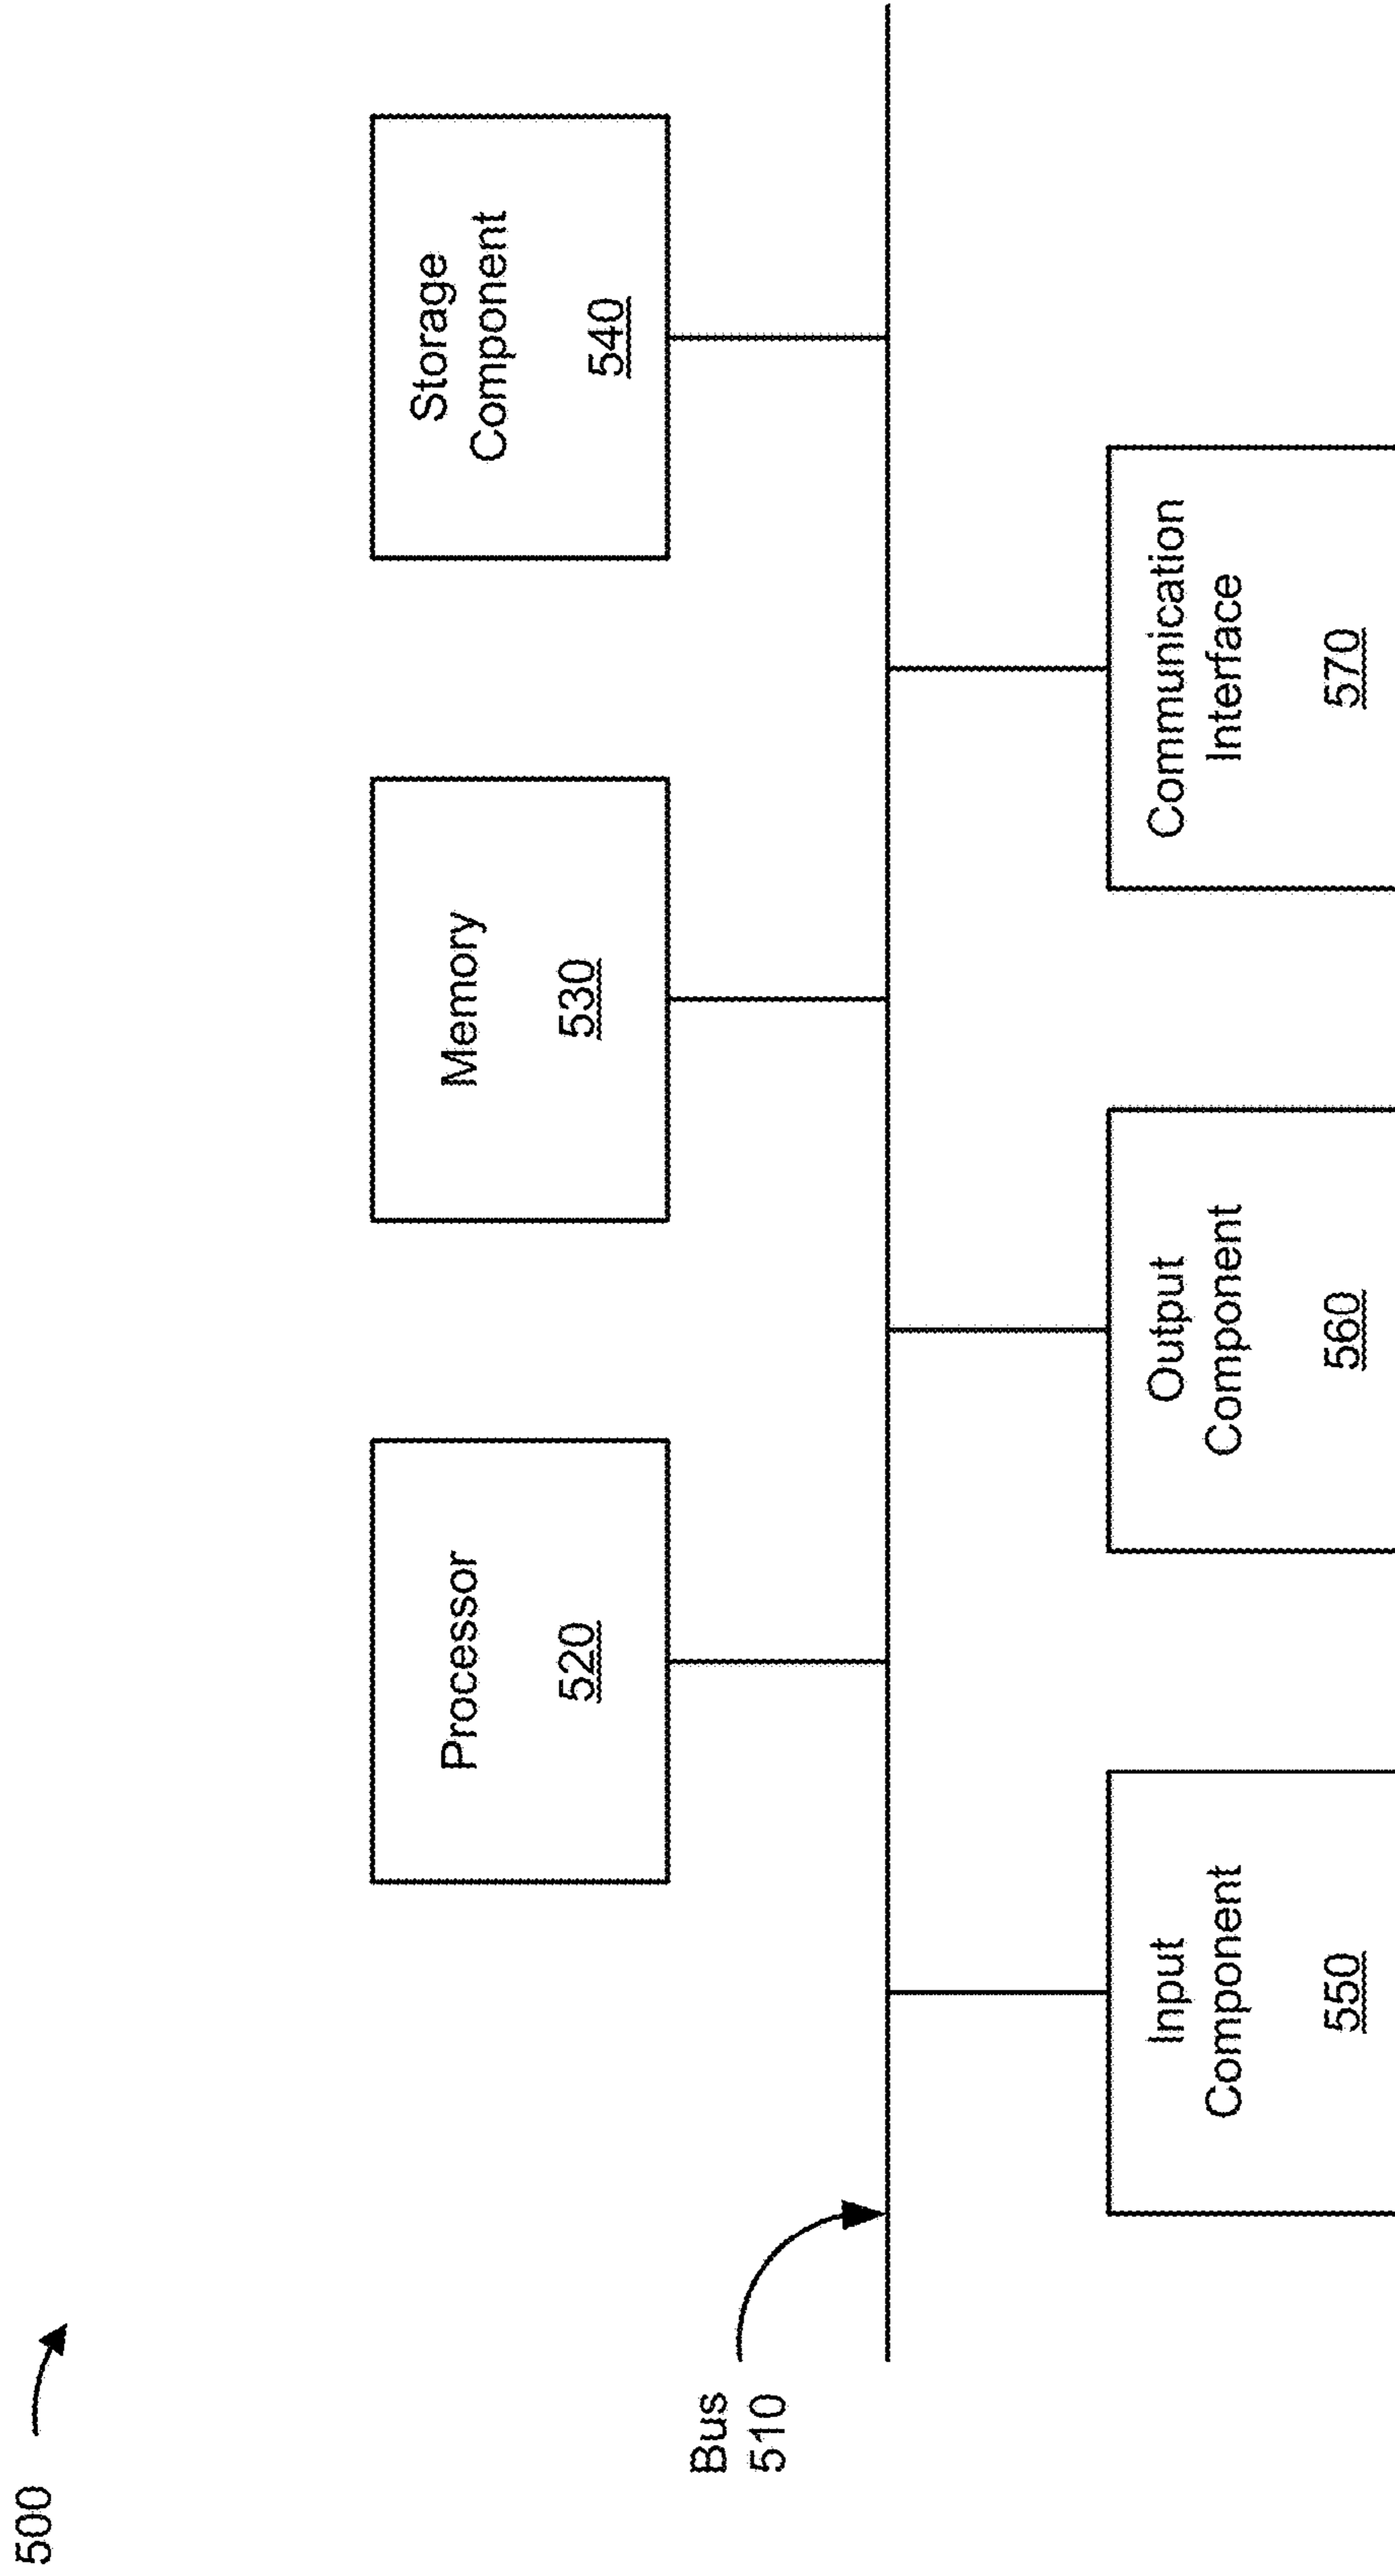 500
Processor
520
Memory
530
Storage
Component
540
Bus
510
Input
Component
550
Output
Component
560
Communication
Interface
570